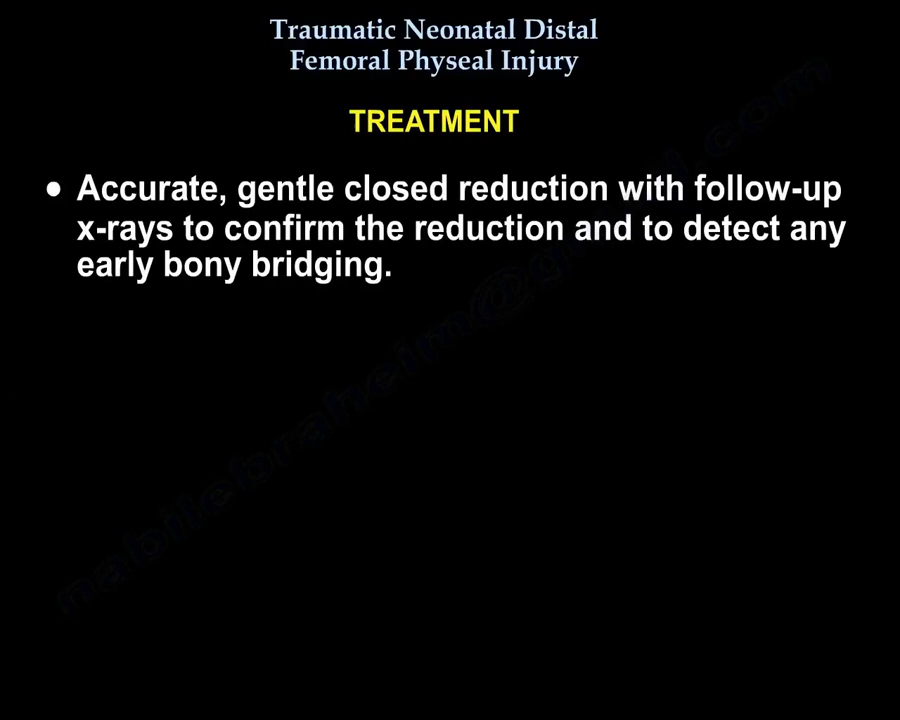 Traumatic Neonatal Distal
Femoral Physeal Injury
TREATMENT
• Accurate, gentle closed reduction with follow-up
x-rays to confirm the reduction and to detect any
early bony bridging.